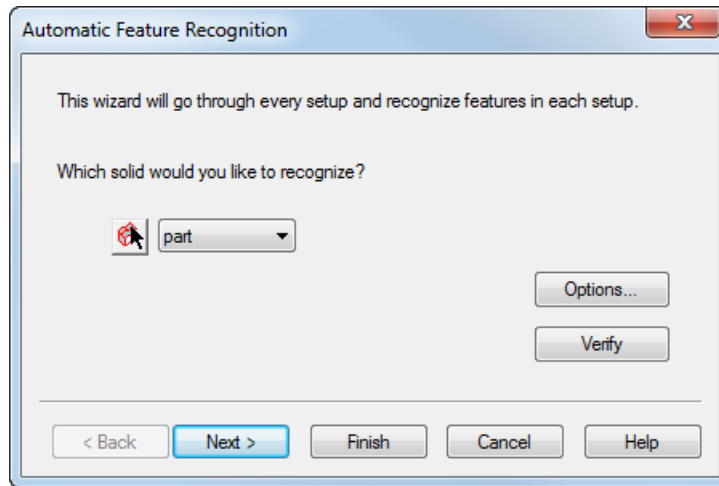 Automatic Feature Recognition
This wizard will go through every setup and recognize features in each setup.
Which solid would you like to recognize?
part
Options...
Verify
< Back Next > Finish Cancel Help